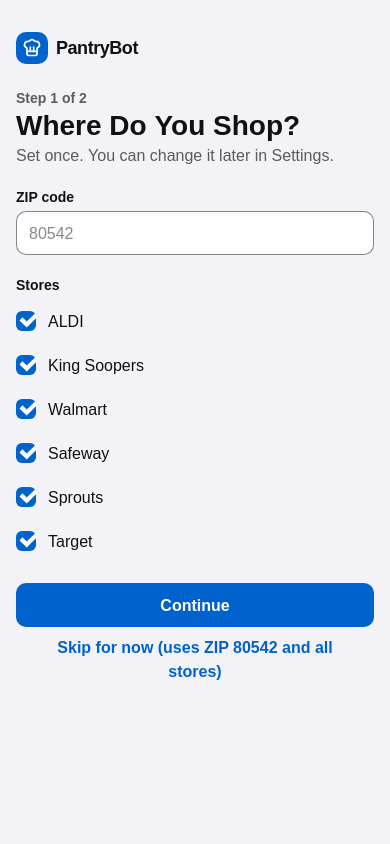 PantryBot
Step 1 of 2
Where Do You Shop?
Set once. You can change it later in Settings.
ZIP code
80542
Stores
ALDI
King Soopers
Walmart
Safeway
Sprouts
Target
Continue
Skip for now (uses ZIP 80542 and all
stores)